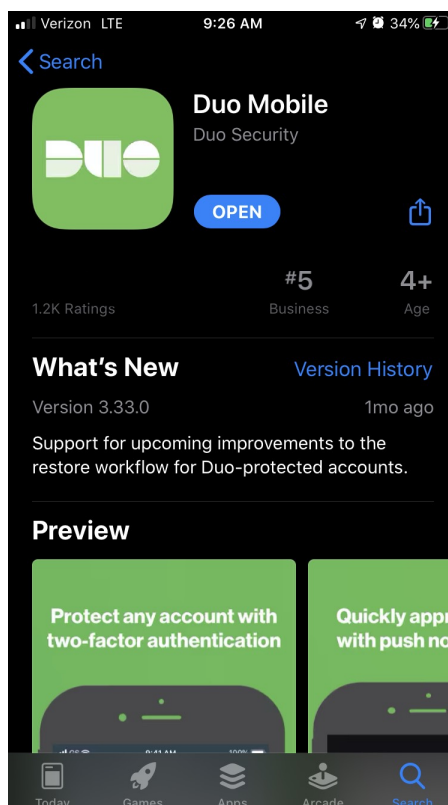 Verizon LTE 9:26 AM 34%
Search
DUO
Duo Mobile
Duo Security
OPEN
#5 4+
1.2K Ratings Business Age
What's New Version History
Version 3.33.0 1mo ago
Support for upcoming improvements to the
restore workflow for Duo-protected accounts.
Preview
Protect any account with
two-factor authentication
Quickly
with push
9:41 AM 100%
Today Games Apps Arcade Search